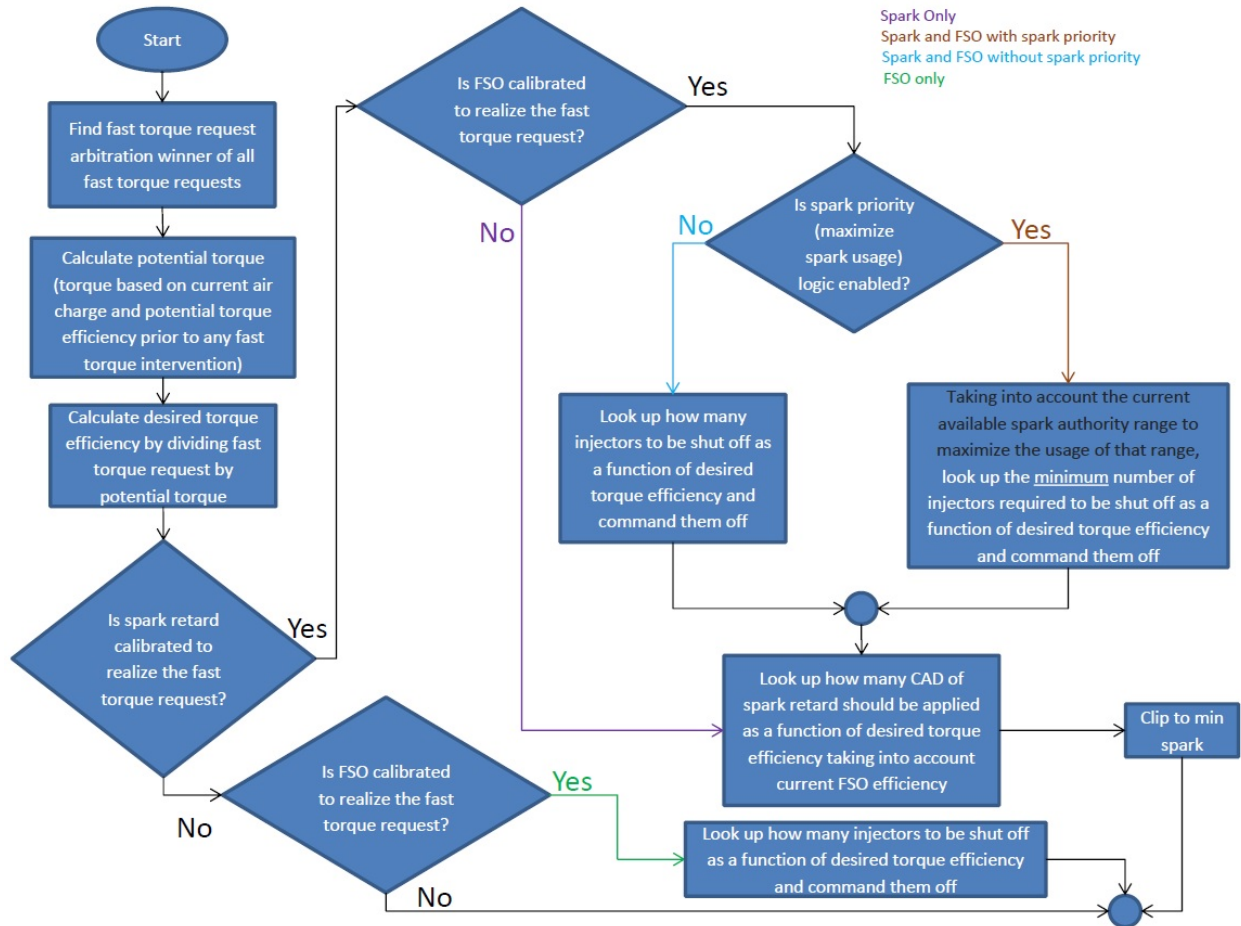 Start
Find fast torque request
arbitration winner of all
fast torque requests
Calculate potential torque
(torque based on current air
charge and potential torque
efficiency prior to any fast
torque intervention)
Calculate desired torque
efficiency by dividing fast
torque request by
potential torque
Is spark retard
calibrated to
realize the fast
torque request?
Yes
No
Is FSO calibrated
to realize the fast
torque request?
Yes
No
Spark Only
Spark and FSO with spark priority
Spark and FSO without spark priority
FSO only
Is spark priority
(maximize
spark usage)
logic enabled?
No
Yes
Look up how many
injectors to be shut off as
a function of desired
torque efficiency and
command them off
Taking into account the current
available spark authority range to
maximize the usage of that range,
look up the minimum number of
injectors required to be shut off as a
function of desired torque efficiency
and command them off
Look up how many CAD of
spark retard should be applied
as a function of desired torque
efficiency taking into account
current FSO efficiency
Clip to min
spark
Is FSO calibrated
to realize the fast
torque request?
Yes
No
Look up how many injectors to be shut off
as a function of desired torque efficiency
and command them off